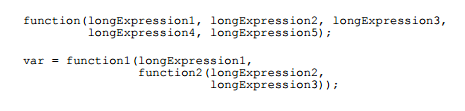 function(longExpression1, longExpression2, longExpression3,
         longExpression4, longExpression5);

var = function1(longExpression1,
                function2(longExpression2,
                          longExpression3));